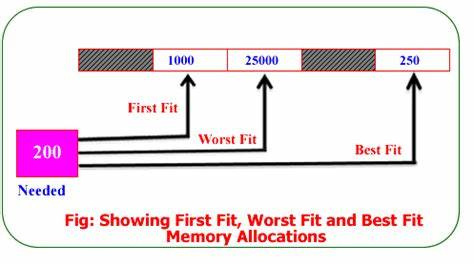 1000 25000 250
First Fit
Worst Fit
Best Fit
200
Needed
Fig: Showing First Fit, Worst Fit and Best Fit
Memory Allocations